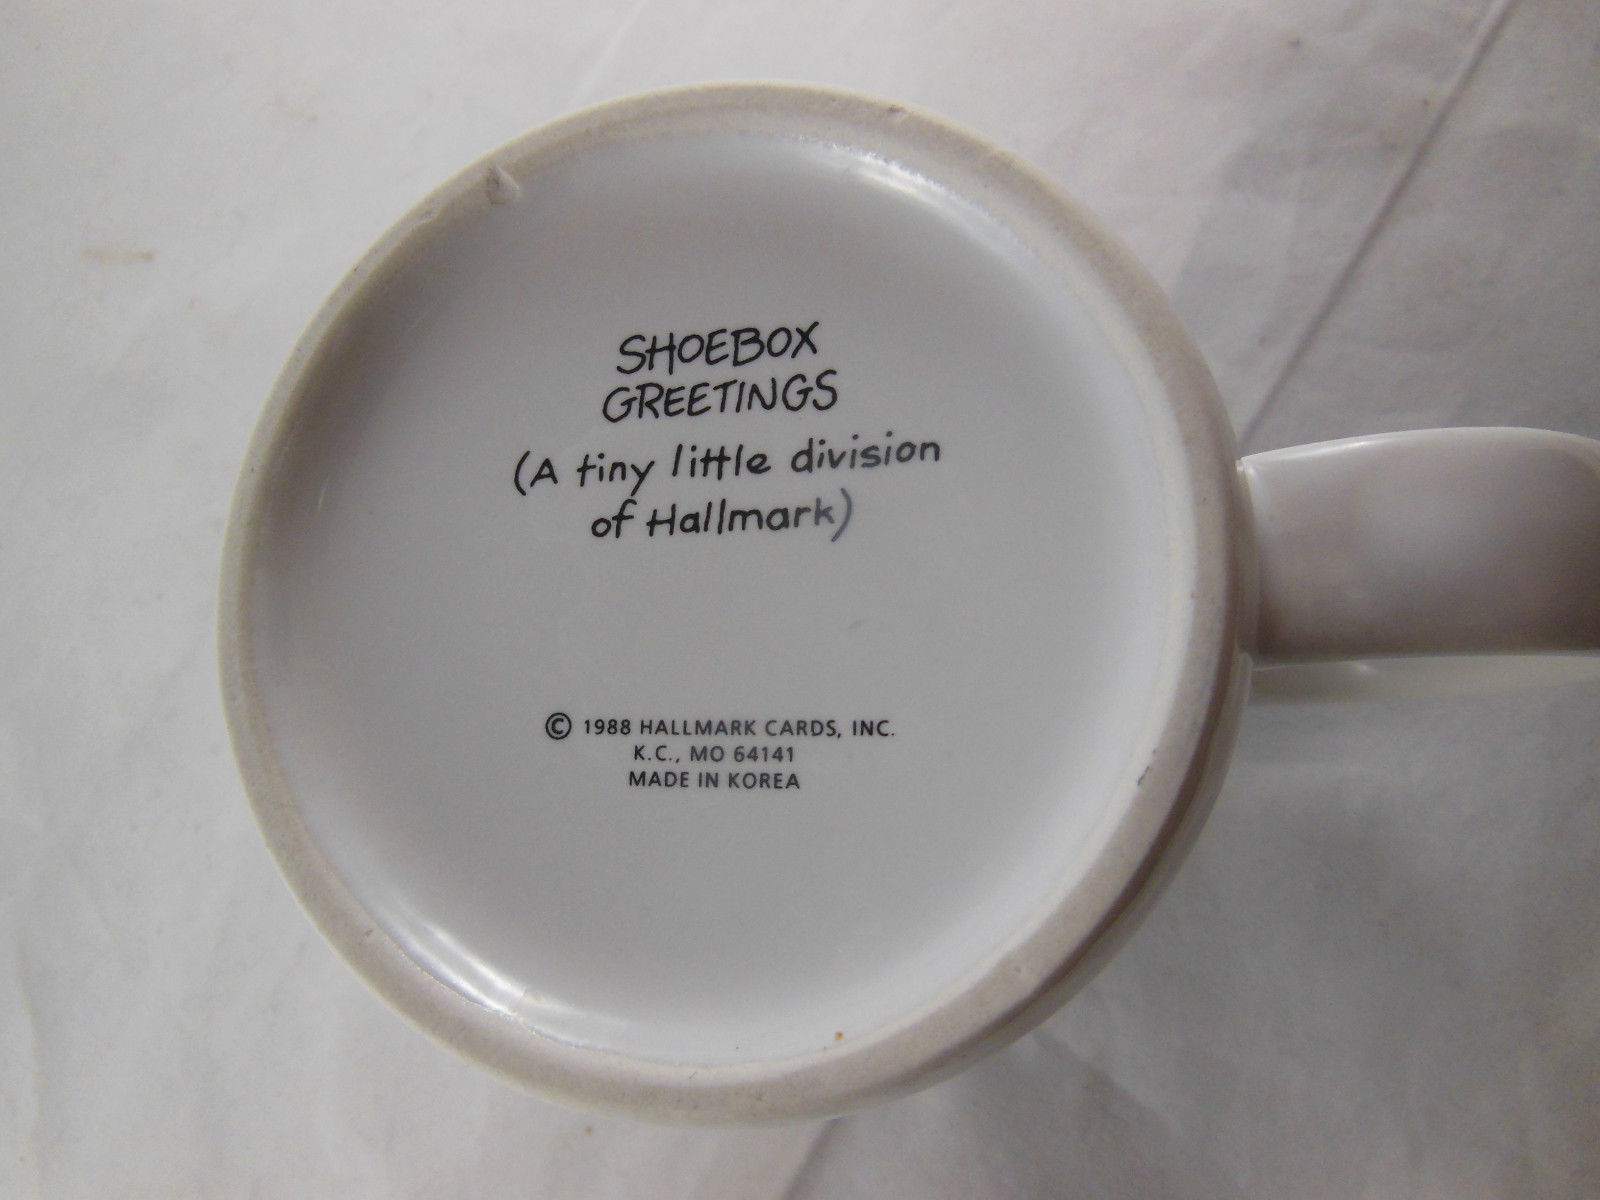 SHOEBOX
GREETINGS
(A tiny little division
of Hallmark)
© 1988 HALLMARK CARDS, INC.
K.C., MO 64141
MADE IN KOREA